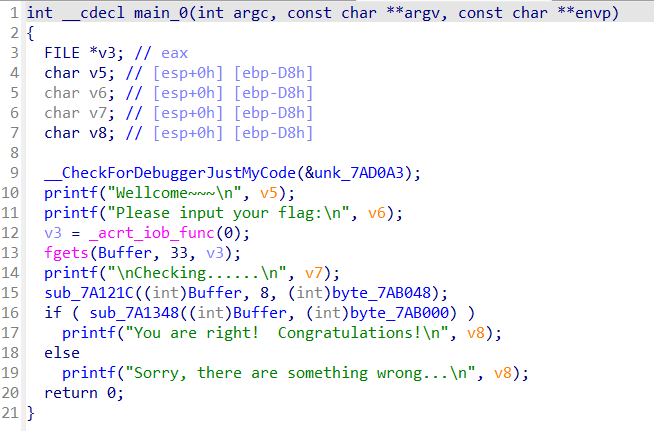 1 int __cdecl main_0(int argc, const char **argv, const char **envp)
2 {
3   FILE *v3; // eax
4   char v5; // [esp+0h] [ebp-D8h]
5   char v6; // [esp+0h] [ebp-D8h]
6   char v7; // [esp+0h] [ebp-D8h]
7   char v8; // [esp+0h] [ebp-D8h]
8
9   __CheckForDebuggerJustMyCode(&unk_7AD0A3);
10   printf("Wellcome~~~\n", v5);
11   printf("Please input your flag:\n", v6);
12   v3 = _acrt_iob_func(0);
13   fgets(Buffer, 33, v3);
14   printf("\nChecking......\n", v7);
15   sub_7A121C((int)Buffer, 8, (int)byte_7AB048);
16   if ( sub_7A1348((int)Buffer, (int)byte_7AB000) )
17     printf("You are right!  Congratulations!\n", v8);
18   else
19     printf("Sorry, there are something wrong...\n", v8);
20   return 0;
21 }